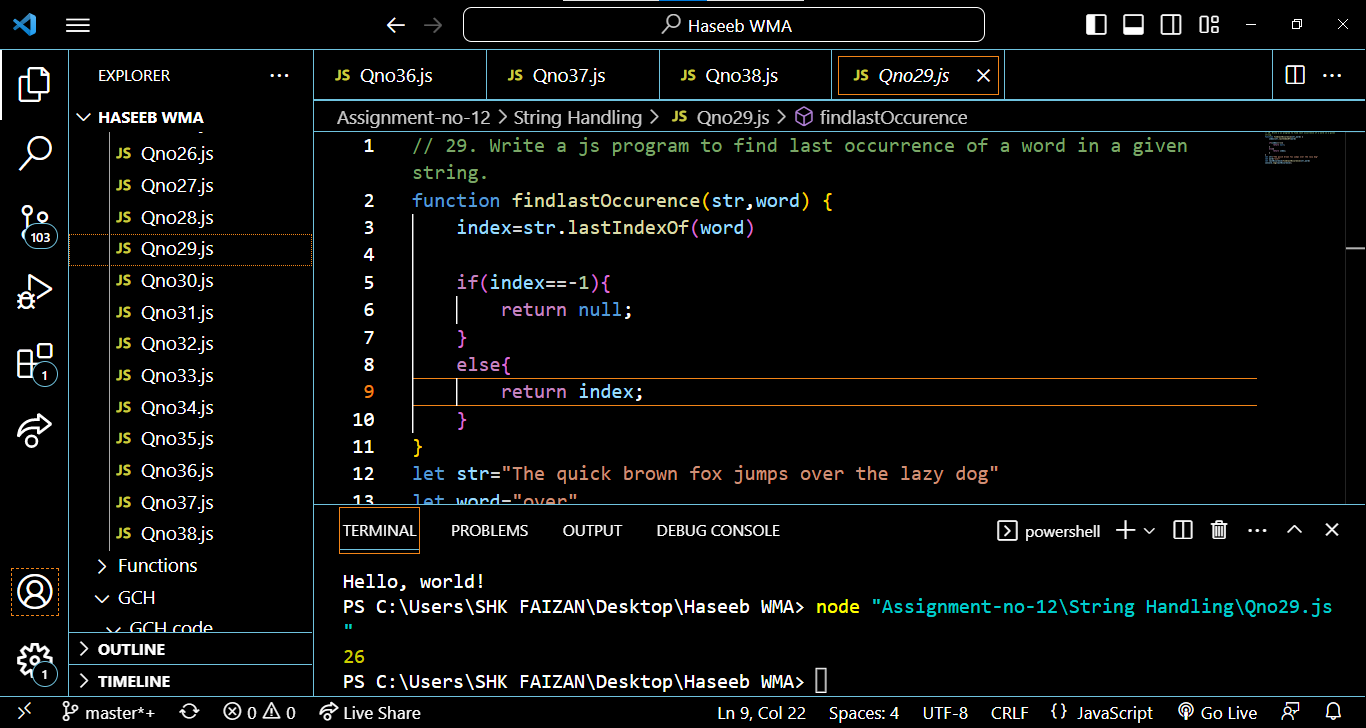 Haseeb WMA
EXPLORER
JS Qno36.js
JS Qno37.js
JS Qno38.js
JS Qno29.js
HASEEB WMA
JS Qno26.js
JS Qno27.js
JS Qno28.js
JS Qno29.js
JS Qno30.js
JS Qno31.js
JS Qno32.js
JS Qno33.js
JS Qno34.js
JS Qno35.js
JS Qno36.js
JS Qno37.js
JS Qno38.js
Functions
GCH
GCH code
OUTLINE
TIMELINE
103
1
1
Assignment-no-12 > String Handling > JS Qno29.js > findlastOccurence
1 // 29. Write a js program to find last occurrence of a word in a given
string.
2 function findlastOccurence(str,word) {
3 index=str.lastIndexOf(word)
4
5 if(index==-1){
6 return null;
7 }
8 else{
9 return index;
10 }
11 }
12 let str="The quick brown fox jumps over the lazy dog"
13 let word="over"
TERMINAL PROBLEMS OUTPUT DEBUG CONSOLE
powershell
Hello, world!
PS C:\Users\SHK FAIZAN\Desktop\Haseeb WMA> node "Assignment-no-12\String Handling\Qno29.js
"
26
PS C:\Users\SHK FAIZAN\Desktop\Haseeb WMA>
master*+ 0 0 Live Share Ln 9, Col 22 Spaces: 4 UTF-8 CRLF {} JavaScript Go Live